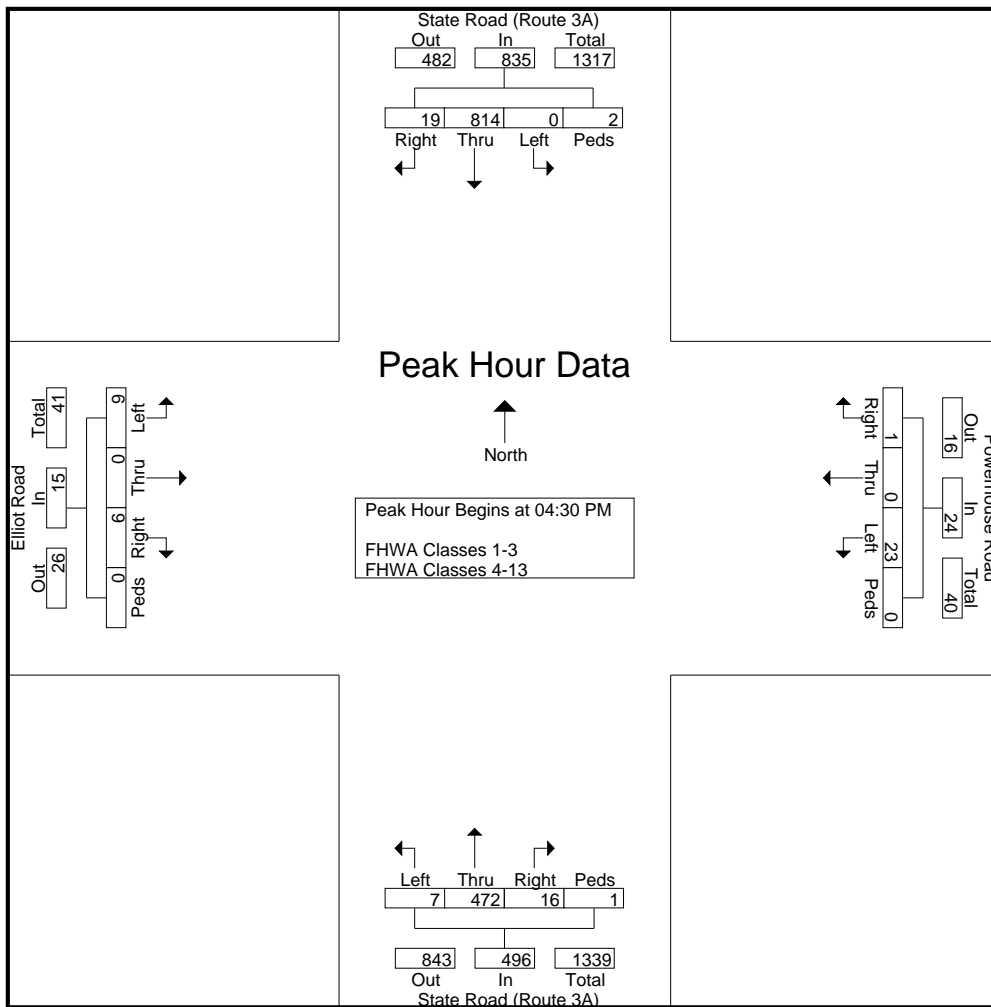 State Road (Route 3A)
Out In Total
482 835 1317
19 814 0 2
Right Thru Left Peds
Peak Hour Data
North
Peak Hour Begins at 04:30 PM
FHWA Classes 1-3
FHWA Classes 4-13
Elliot Road
Total In Out
41 15 26
9 0 6 0
Left Thru Right Peds
Right Thru Left Peds
1 0 23 0
Out In Total
16 24 40
Powerhouse Road
Left Thru Right Peds
7 472 16 1
843 496 1339
Out In Total
State Road (Route 3A)